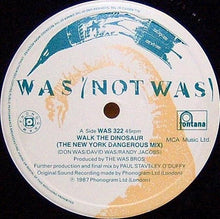 WAS (NOT WAS)
fontana
MCA Music Ltd.
A Side WAS 322 45rpm
WALK THE DINOSAUR
(THE NEW YORK DANGEROUS MIX)
(DON WAS/DAVID WAS/RANDY JACOBS)
Produced by THE WAS BROS.
Further production and final mix by PAUL STAVELEY O'DUFFY
Original Sound Recording made by Phonogram Ltd (London)
℗ 1987 Phonogram Ltd (London)